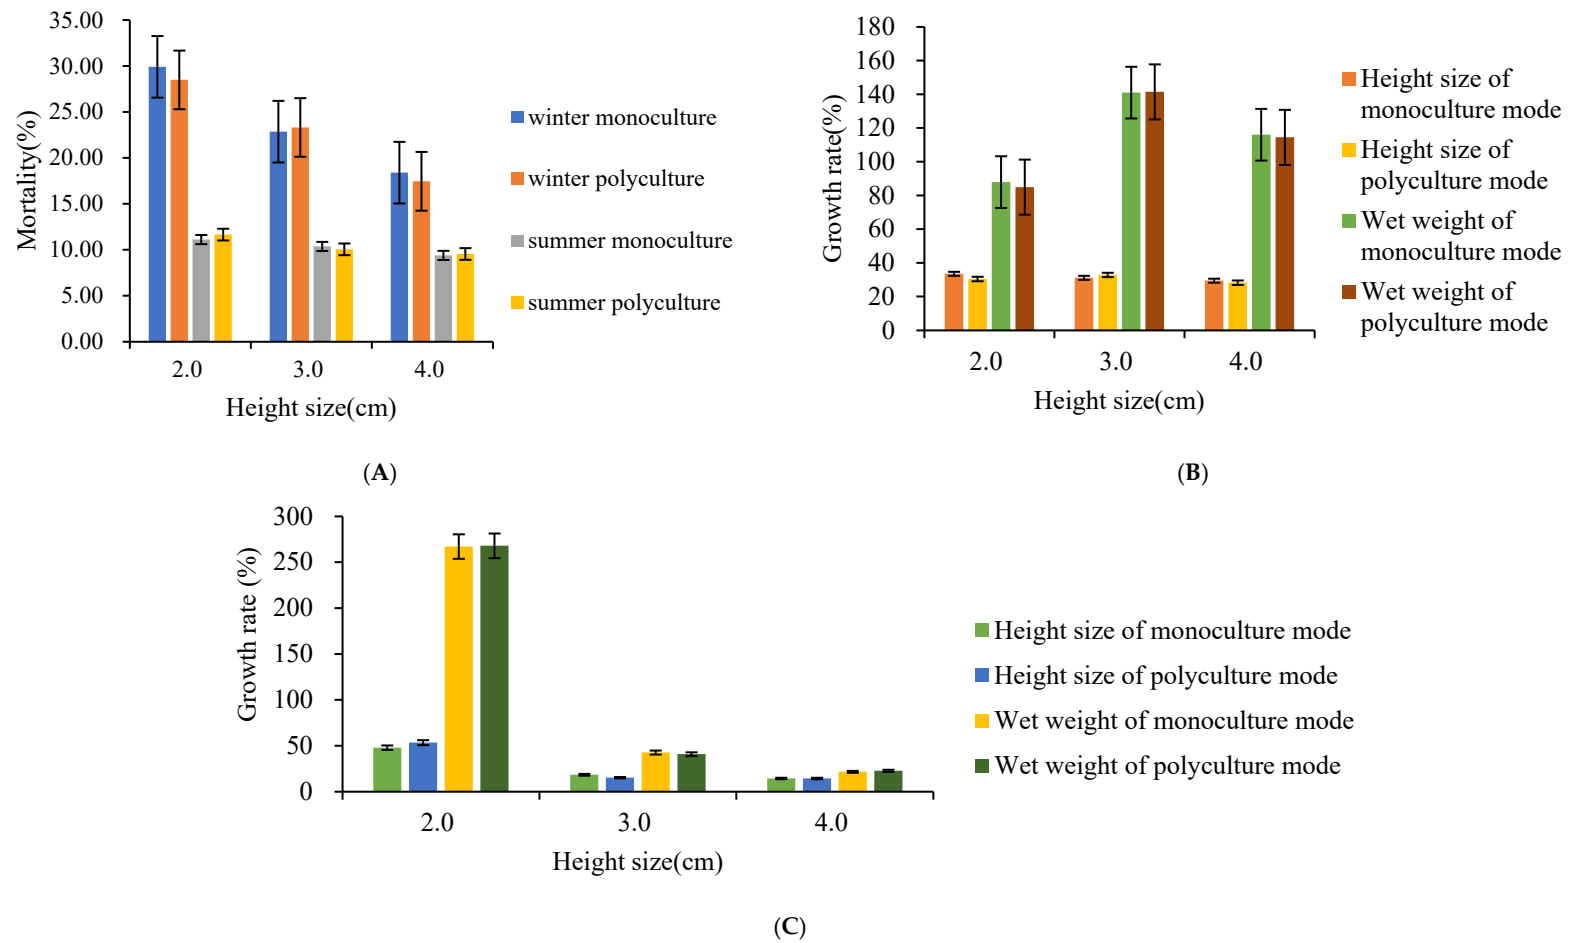 35.00
30.00
25.00
20.00
15.00
10.00
5.00
0.00
Mortality(%)
2.0
3.0
4.0
Height size(cm)
winter monoculture
winter polyculture
summer monoculture
summer polyculture
(A)
180
160
140
120
100
80
60
40
20
0
Growth rate(%)
2.0
3.0
4.0
Height size(cm)
Height size of
monoculture mode
Height size of
polyculture mode
Wet weight of
monoculture mode
Wet weight of
polyculture mode
(B)
300
250
200
150
100
50
0
Growth rate (%)
2.0
3.0
4.0
Height size(cm)
Height size of monoculture mode
Height size of polyculture mode
Wet weight of monoculture mode
Wet weight of polyculture mode
(C)